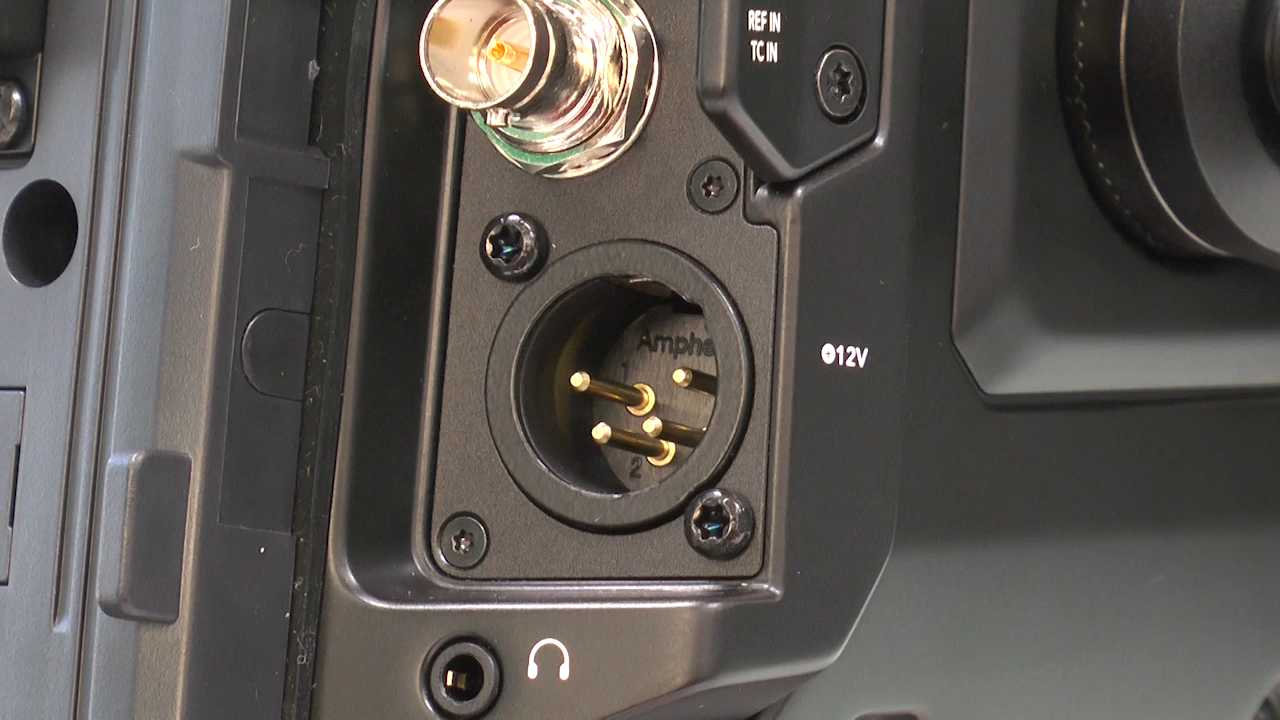 REF IN
TC IN
Amphe
1
⊕12V
2